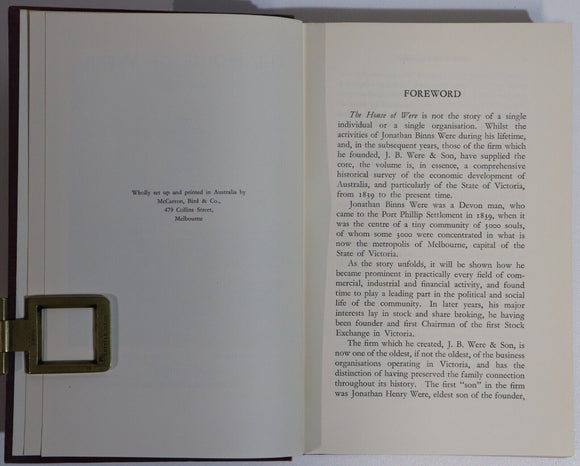 Wholly set up and printed in Australia by
McCarron, Bird & Co.,
479 Collins Street,
Melbourne
FOREWORD
The House of Were is not the story of a single
individual or a single organisation. Whilst the
activities of Jonathan Binns Were during his lifetime,
and, in the subsequent years, those of the firm which
he founded, J. B. Were & Son, have supplied the
core, the volume is, in essence, a comprehensive
historical survey of the economic development of
Australia, and particularly of the State of Victoria,
from 1839 to the present time.
Jonathan Binns Were was a Devon man, who
came to the Port Phillip Settlement in 1839, when it
was the centre of a tiny community of 5000 souls,
of whom some 3000 were concentrated in what is
now the metropolis of Melbourne, capital of the
State of Victoria.
As the story unfolds, it will be shown how he
became prominent in practically every field of com-
mercial, industrial and financial activity, and found
time to play a leading part in the political and social
life of the community. In later years, his major
interests lay in stock and share broking, he having
been founder and first Chairman of the first Stock
Exchange in Victoria.
The firm which he created, J. B. Were & Son, is
now one of the oldest, if not the oldest, of the business
organisations operating in Victoria, and has the
distinction of having preserved the family connection
throughout its history. The first "son" in the firm
was Jonathan Henry Were, eldest son of the founder,